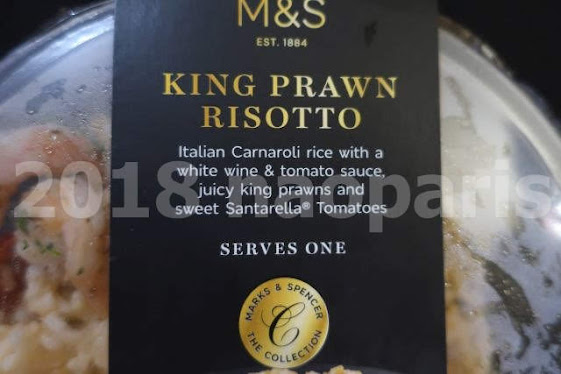 M&S
EST. 1884
KING PRAWN
RISOTTO
Italian Carnaroli rice with a
white wine & tomato sauce,
juicy king prawns and
sweet Santarella® Tomatoes
2018 naeparis
SERVES ONE
MARKS & SPENCER
C
THE COLLECTION